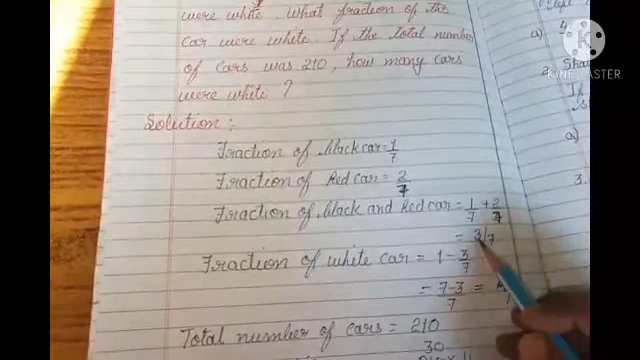 were white. What fraction of the
car were white. If the total number
of cars was 210, how many cars
were white ?
Solution :-
Fraction of black car = 1/7
Fraction of Red car = 2/7
Fraction of black and Red car = 1/7 + 2/7
= 3/7
Fraction of white car = 1 - 3/7
= 7-3/7 =
Total number of cars = 210
30
a)
4
2.
If
a)
3.
K
KINEMASTER